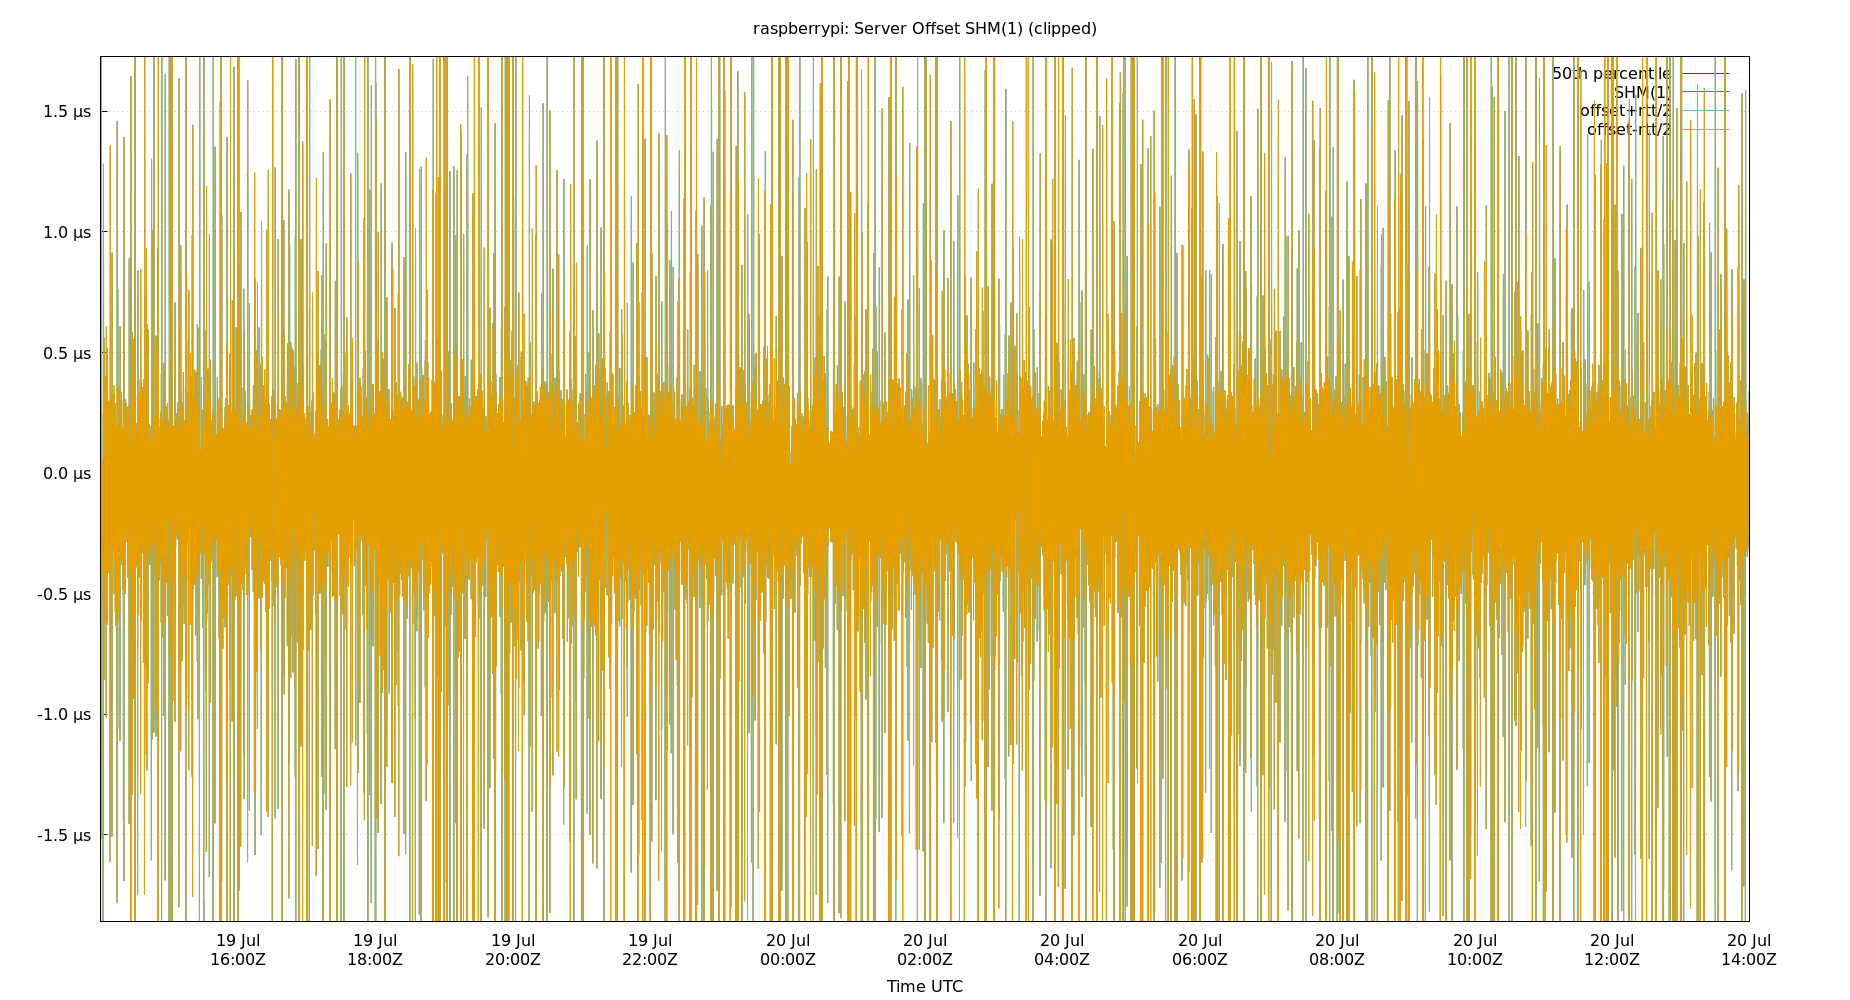 raspberrypi: Server Offset SHM(1) (clipped)
50th percentile
SHM(1)
offset+rtt/2
offset-rtt/2
1.5 µs
1.0 µs
0.5 µs
0.0 µs
-0.5 µs
-1.0 µs
-1.5 µs
19 Jul 19 Jul 19 Jul 19 Jul 20 Jul 20 Jul 20 Jul 20 Jul 20 Jul 20 Jul 20 Jul 20 Jul
16:00Z 18:00Z 20:00Z 22:00Z 00:00Z 02:00Z 04:00Z 06:00Z 08:00Z 10:00Z 12:00Z 14:00Z
Time UTC